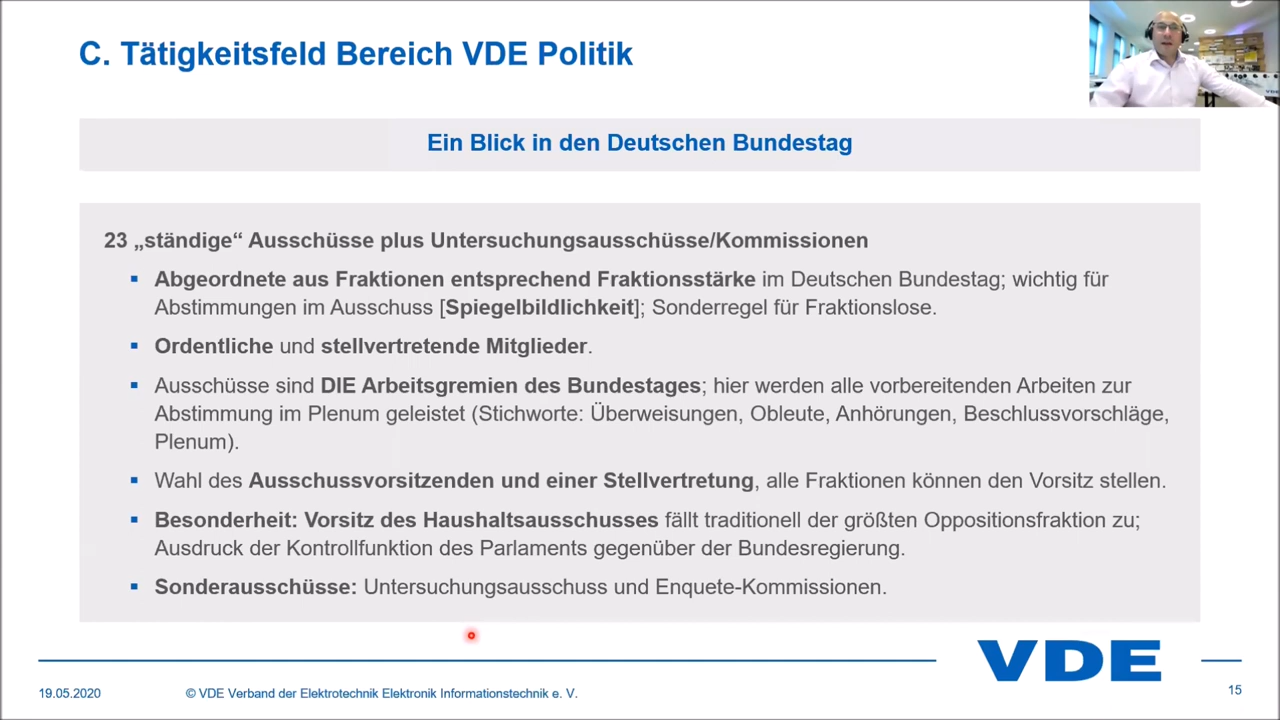 C. Tätigkeitsfeld Bereich VDE Politik
Ein Blick in den Deutschen Bundestag
23 „ständige“ Ausschüsse plus Untersuchungsausschüsse/Kommissionen
▪ Abgeordnete aus Fraktionen entsprechend Fraktionsstärke im Deutschen Bundestag; wichtig für
Abstimmungen im Ausschuss [Spiegelbildlichkeit]; Sonderregel für Fraktionslose.
▪ Ordentliche und stellvertretende Mitglieder.
▪ Ausschüsse sind DIE Arbeitsgremien des Bundestages; hier werden alle vorbereitenden Arbeiten zur
Abstimmung im Plenum geleistet (Stichworte: Überweisungen, Obleute, Anhörungen, Beschlussvorschläge,
Plenum).
▪ Wahl des Ausschussvorsitzenden und einer Stellvertretung, alle Fraktionen können den Vorsitz stellen.
▪ Besonderheit: Vorsitz des Haushaltsausschusses fällt traditionell der größten Oppositionsfraktion zu;
Ausdruck der Kontrollfunktion des Parlaments gegenüber der Bundesregierung.
▪ Sonderausschüsse: Untersuchungsausschuss und Enquete-Kommissionen.
VDE
19.05.2020
© VDE Verband der Elektrotechnik Elektronik Informationstechnik e. V.
15